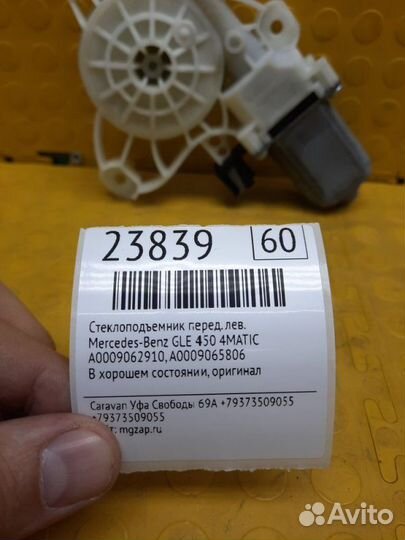 23839 60
Стеклоподъемник перед.лев.
Mercedes-Benz GLE 450 4MATIC
A0009062910, A0009065806
В хорошем состоянии, оригинал
Caravan Уфа Свободы 69А +79373509055
+79373509055
mgzap.ru
Avito